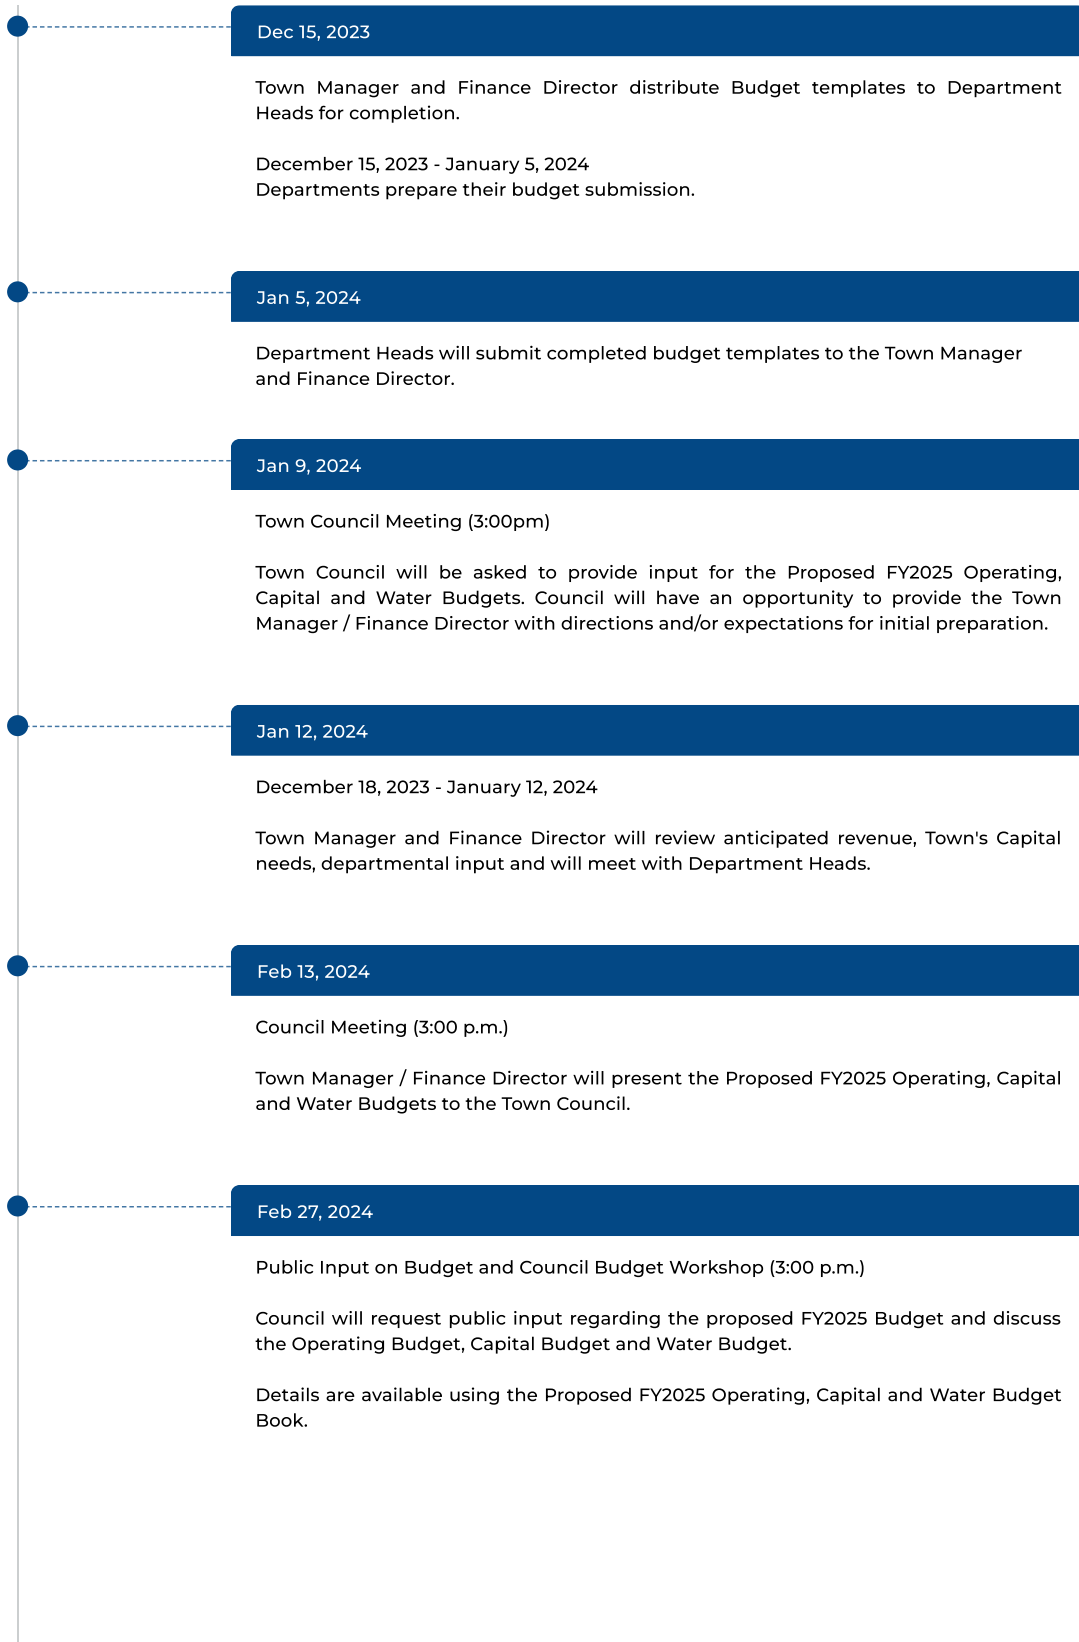 Dec 15, 2023
Town Manager and Finance Director distribute Budget templates to Department
Heads for completion.
December 15, 2023 - January 5, 2024
Departments prepare their budget submission.
Jan 5, 2024
Department Heads will submit completed budget templates to the Town Manager
and Finance Director.
Jan 9, 2024
Town Council Meeting (3:00pm)
Town Council will be asked to provide input for the Proposed FY2025 Operating,
Capital and Water Budgets. Council will have an opportunity to provide the Town
Manager / Finance Director with directions and/or expectations for initial preparation.
Jan 12, 2024
December 18, 2023 - January 12, 2024
Town Manager and Finance Director will review anticipated revenue, Town's Capital
needs, departmental input and will meet with Department Heads.
Feb 13, 2024
Council Meeting (3:00 p.m.)
Town Manager / Finance Director will present the Proposed FY2025 Operating, Capital
and Water Budgets to the Town Council.
Feb 27, 2024
Public Input on Budget and Council Budget Workshop (3:00 p.m.)
Council will request public input regarding the proposed FY2025 Budget and discuss
the Operating Budget, Capital Budget and Water Budget.
Details are available using the Proposed FY2025 Operating, Capital and Water Budget
Book.